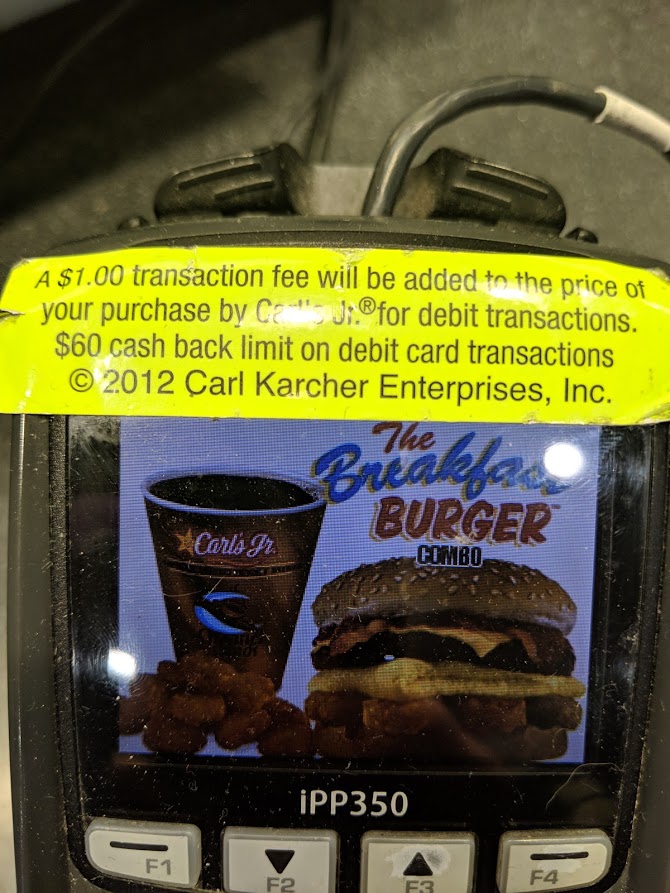 A $1.00 transaction fee will be added to the price of
your purchase by Carl's Jr.® for debit transactions.
$60 cash back limit on debit card transactions
© 2012 Carl Karcher Enterprises, Inc.
The
Breakfast
BURGER™
COMBO
Carl's Jr.
iPP350
F1
F2
F3
F4